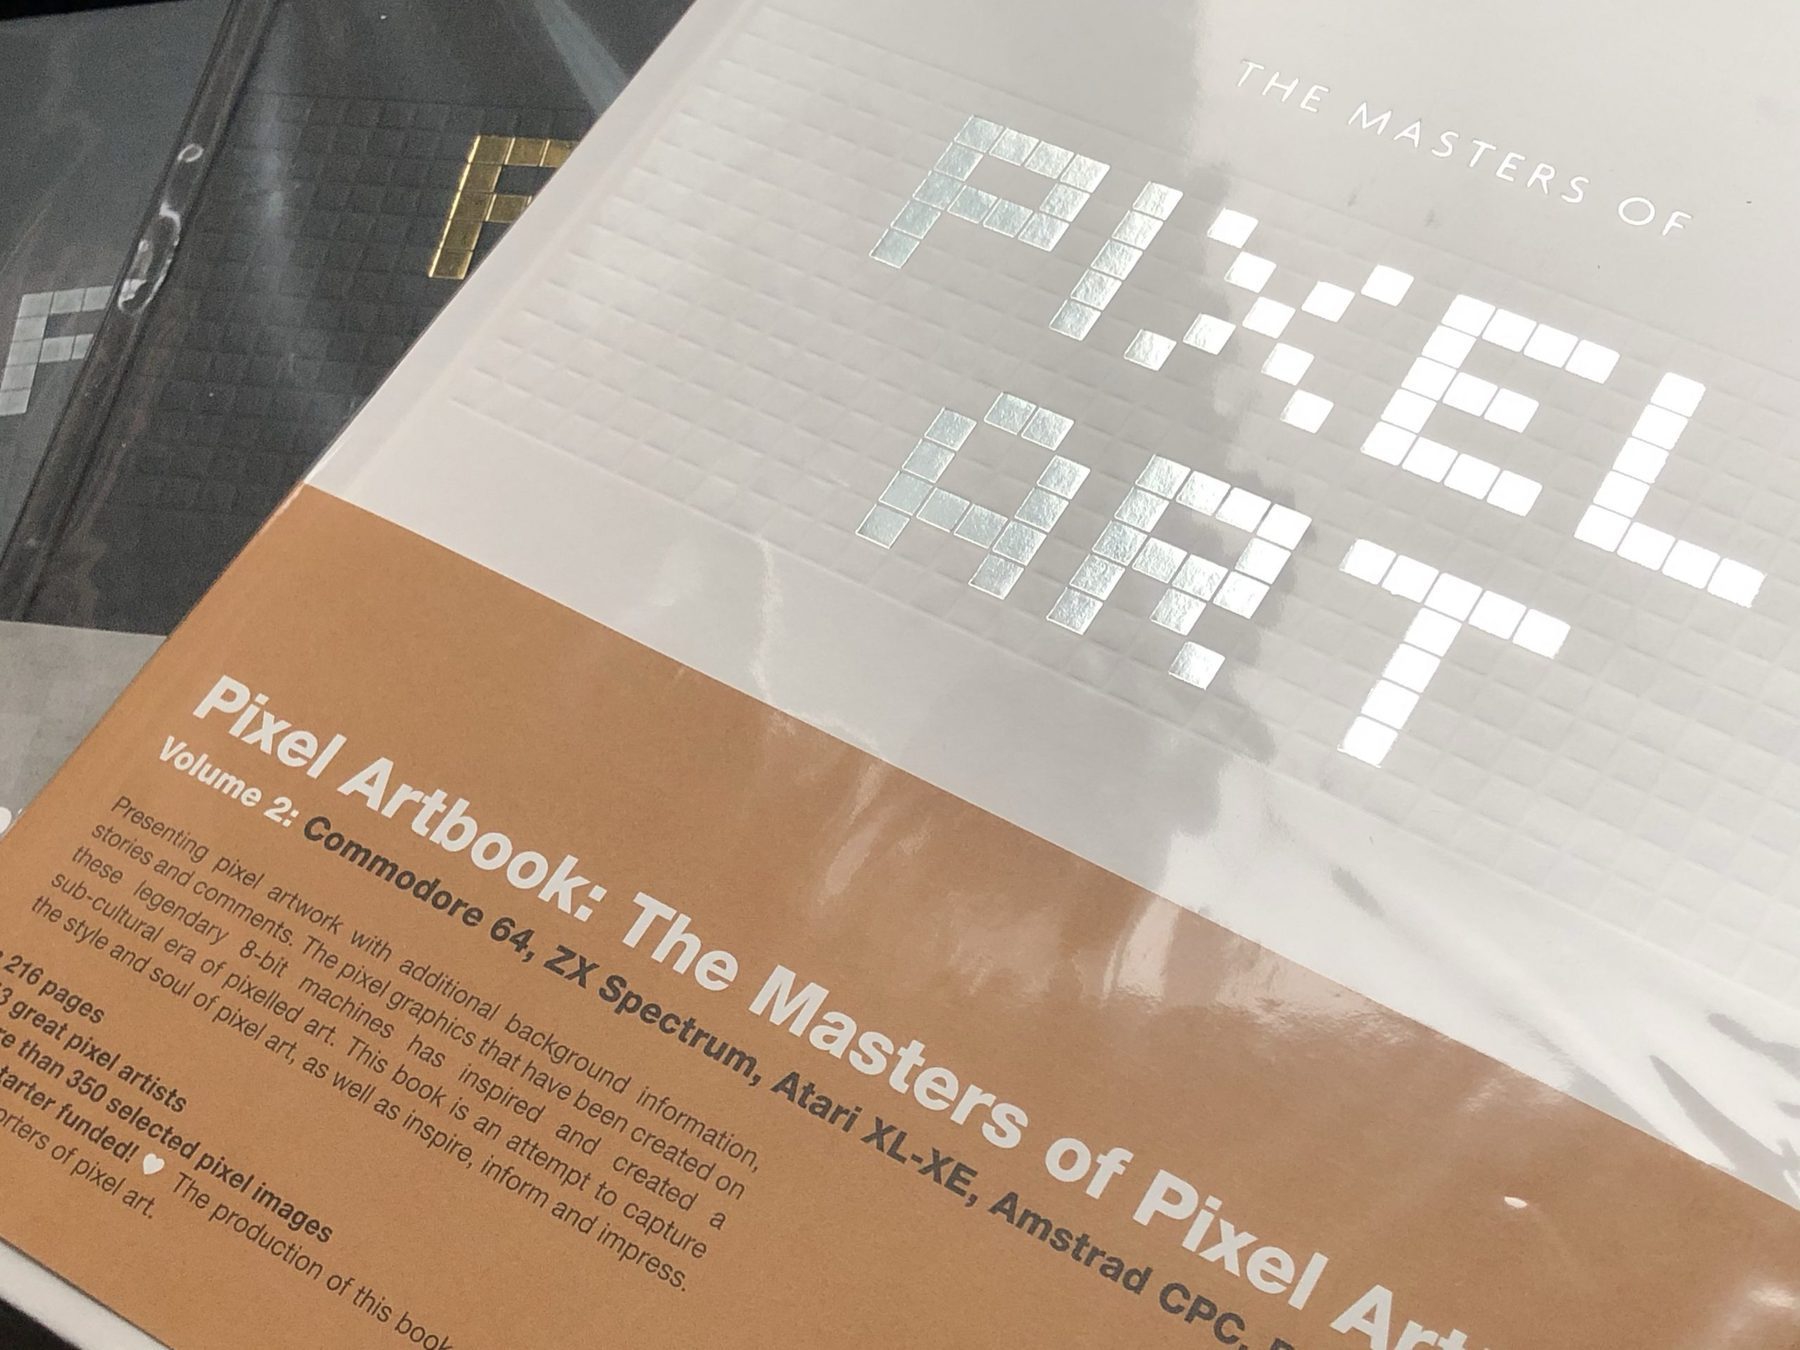 THE MASTERS OF
PIXEL
ART
F
F
Pixel Artbook: The Masters of Pixel Art
Volume 2: Commodore 64, ZX Spectrum, Atari XL-XE, Amstrad CPC,
Presenting pixel artwork with additional background information,
stories and comments. The pixel graphics that have been created on
these legendary 8-bit machines has inspired and created a
sub-cultural era of pixelled art. This book is an attempt to capture
the style and soul of pixel art, as well as inspire, inform and impress.
216 pages
great pixel artists
than 350 selected pixel images
funded! ♥ The production of this book
of pixel art.